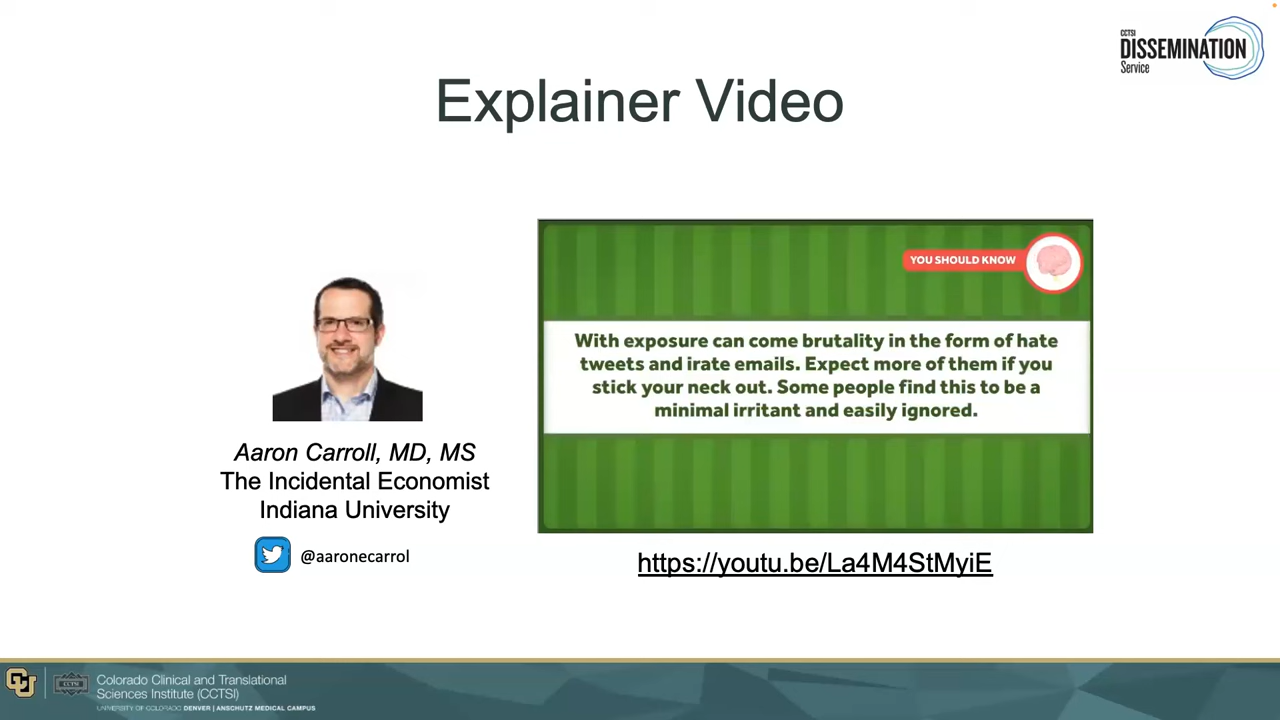 CCTSI
DISSEMINATION
Service
Explainer Video
YOU SHOULD KNOW
With exposure can come brutality in the form of hate
tweets and irate emails. Expect more of them if you
stick your neck out. Some people find this to be a
minimal irritant and easily ignored.
Aaron Carroll, MD, MS
The Incidental Economist
Indiana University
@aaronecarrol
https://youtu.be/La4M4StMyiE
CU
CCTSI
Colorado Clinical and Translational
Sciences Institute (CCTSI)
UNIVERSITY OF COLORADO DENVER | ANSCHUTZ MEDICAL CAMPUS